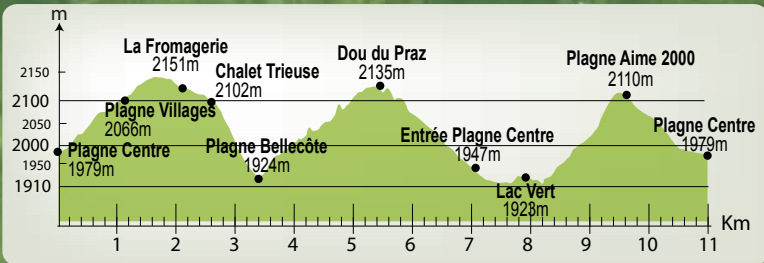 m
La Fromagerie
2151m
Dou du Praz
2135m
Plagne Aime 2000
2110m
Chalet Trieuse
2102m
Plagne Villages
2066m
Plagne Centre
1979m
Plagne Bellecôte
1924m
Entrée Plagne Centre
1947m
Lac Vert
1923m
Plagne Centre
1979m
2150
2100
2050
2000
1950
1910
Km
1 2 3 4 5 6 7 8 9 10 11